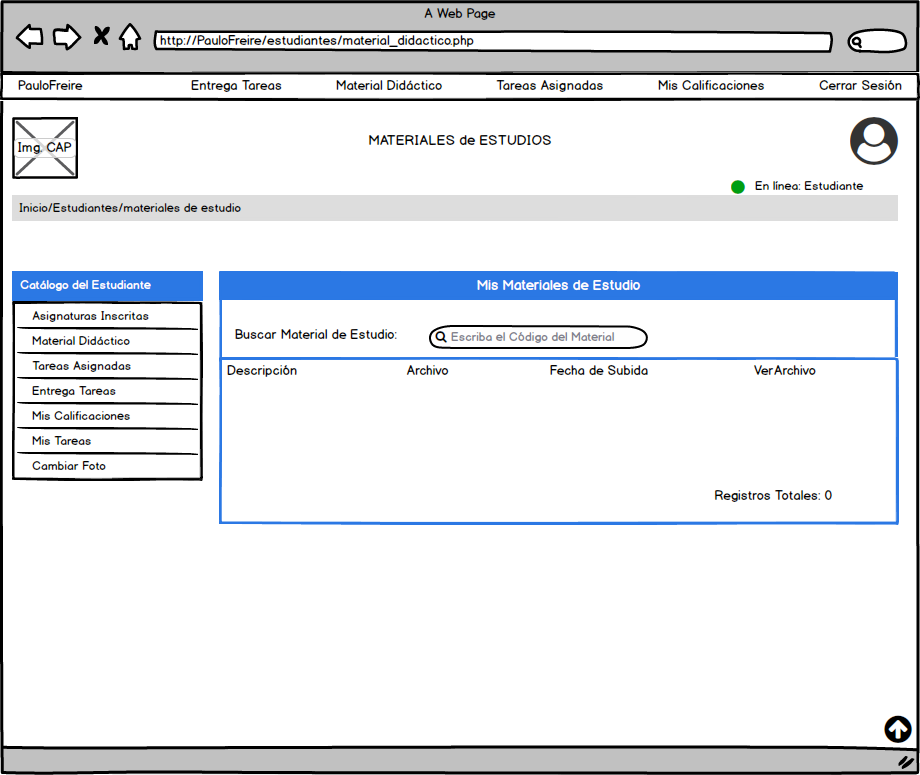 A Web Page
http://PauloFreire/estudiantes/material_didactico.php
PauloFreire Entrega Tareas Material Didáctico Tareas Asignadas Mis Calificaciones Cerrar Sesión
Img. CAP
MATERIALES de ESTUDIOS
En línea: Estudiante
Inicio/Estudiantes/materiales de estudio
Catálogo del Estudiante
Asignaturas Inscritas
Material Didáctico
Tareas Asignadas
Entrega Tareas
Mis Calificaciones
Mis Tareas
Cambiar Foto
Mis Materiales de Estudio
Buscar Material de Estudio: Escriba el Código del Material
Descripción Archivo Fecha de Subida VerArchivo
Registros Totales: 0